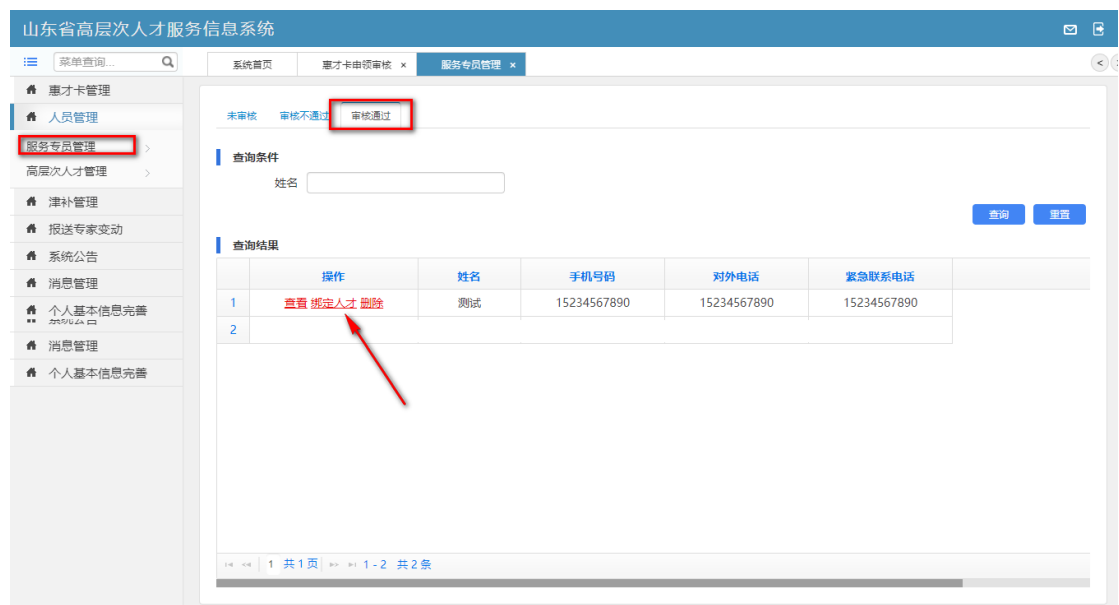 山东省高层次人才服务信息系统
菜单查询...
系统首页 惠才卡申领审核 × 服务专员管理 ×
惠才卡管理
人员管理
服务专员管理
高层次人才管理
津补管理
报送专家变动
系统公告
消息管理
个人基本信息完善
系统公告
消息管理
个人基本信息完善
未审核 审核不通过 审核通过
查询条件
姓名
查询 重置
查询结果
操作 姓名 手机号码 对外电话 紧急联系电话
1 查看 绑定人才 删除 测试 15234567890 15234567890 15234567890
2
1 共1页 1-2 共2条